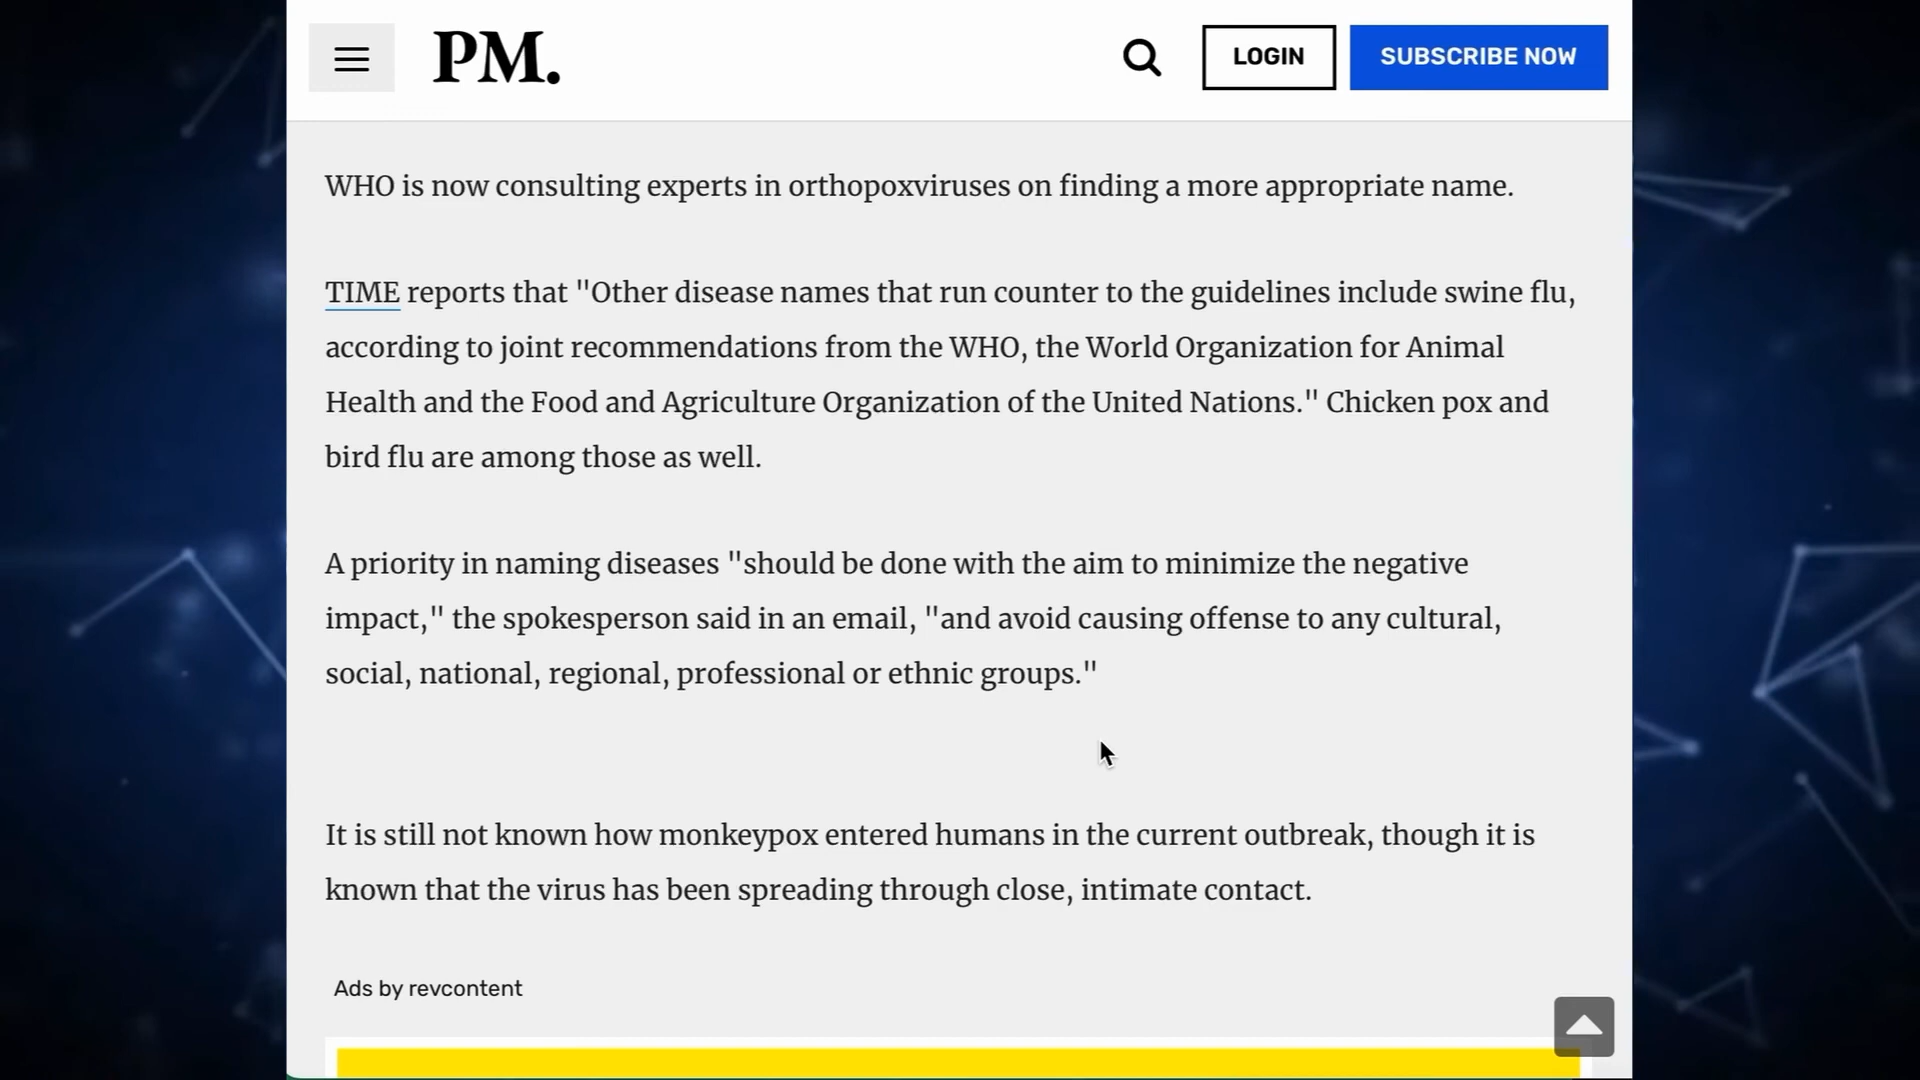 PM.
LOGIN
SUBSCRIBE NOW
WHO is now consulting experts in orthopoxviruses on finding a more appropriate name.
TIME reports that "Other disease names that run counter to the guidelines include swine flu,
according to joint recommendations from the WHO, the World Organization for Animal
Health and the Food and Agriculture Organization of the United Nations." Chicken pox and
bird flu are among those as well.
A priority in naming diseases "should be done with the aim to minimize the negative
impact," the spokesperson said in an email, "and avoid causing offense to any cultural,
social, national, regional, professional or ethnic groups."
It is still not known how monkeypox entered humans in the current outbreak, though it is
known that the virus has been spreading through close, intimate contact.
Ads by revcontent